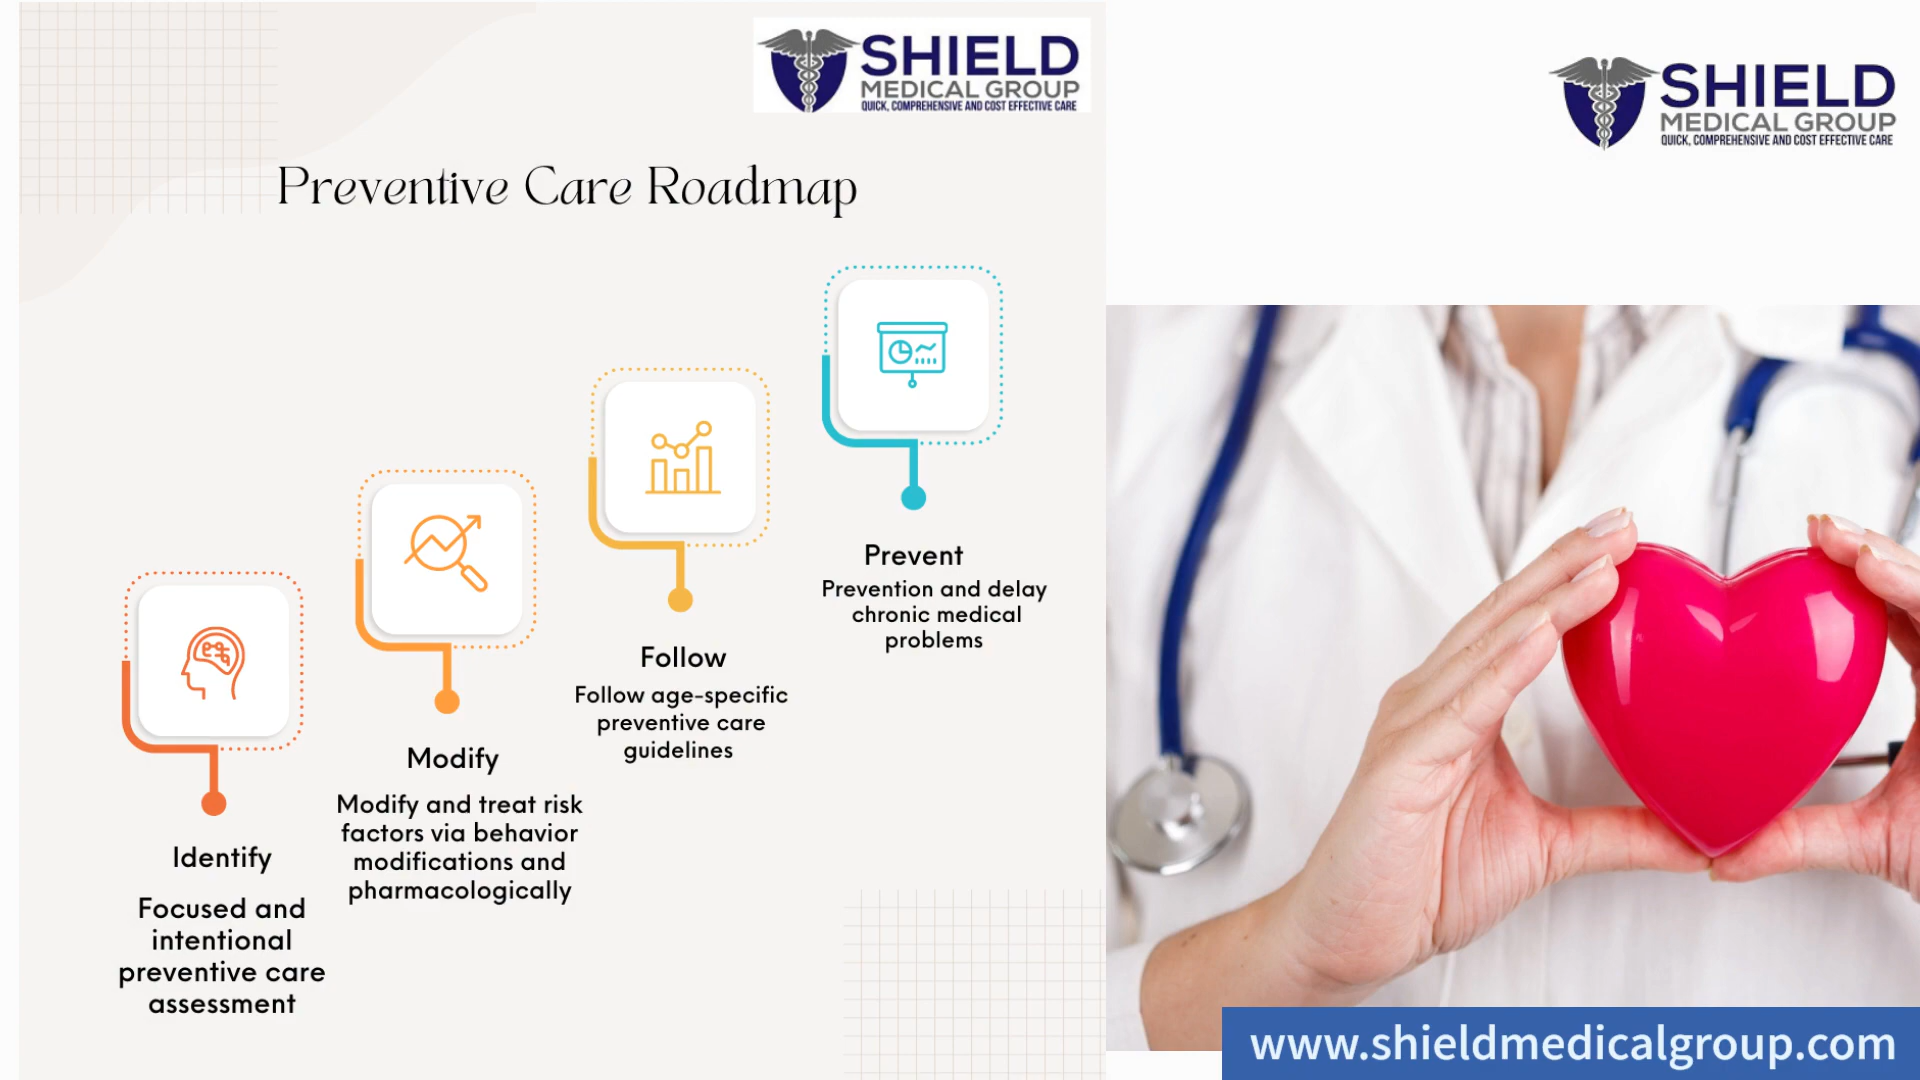 SHIELD
MEDICAL GROUP
QUICK, COMPREHENSIVE AND COST EFFECTIVE CARE
Preventive Care Roadmap
Identify
Focused and
intentional
preventive care
assessment
Modify
Modify and treat risk
factors via behavior
modifications and
pharmacologically
Follow
Follow age-specific
preventive care
guidelines
Prevent
Prevention and delay
chronic medical
problems
SHIELD
MEDICAL GROUP
QUICK, COMPREHENSIVE AND COST EFFECTIVE CARE
www.shieldmedicalgroup.com